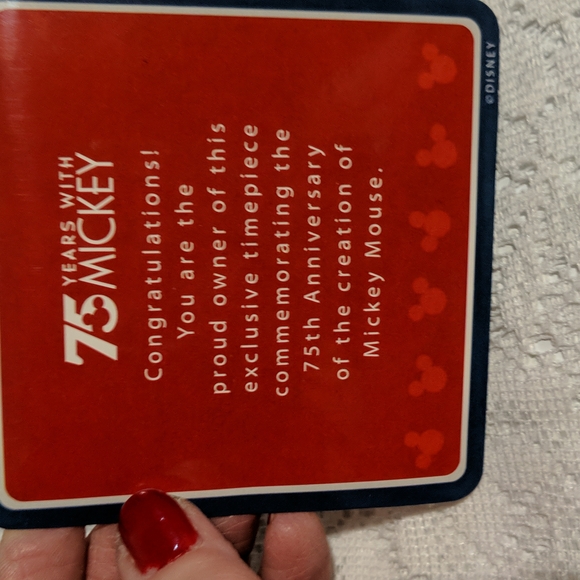 75 YEARS WITH
MICKEY
Congratulations!
You are the
proud owner of this
exclusive timepiece
commemorating the
75th Anniversary
of the creation of
Mickey Mouse.
©DISNEY